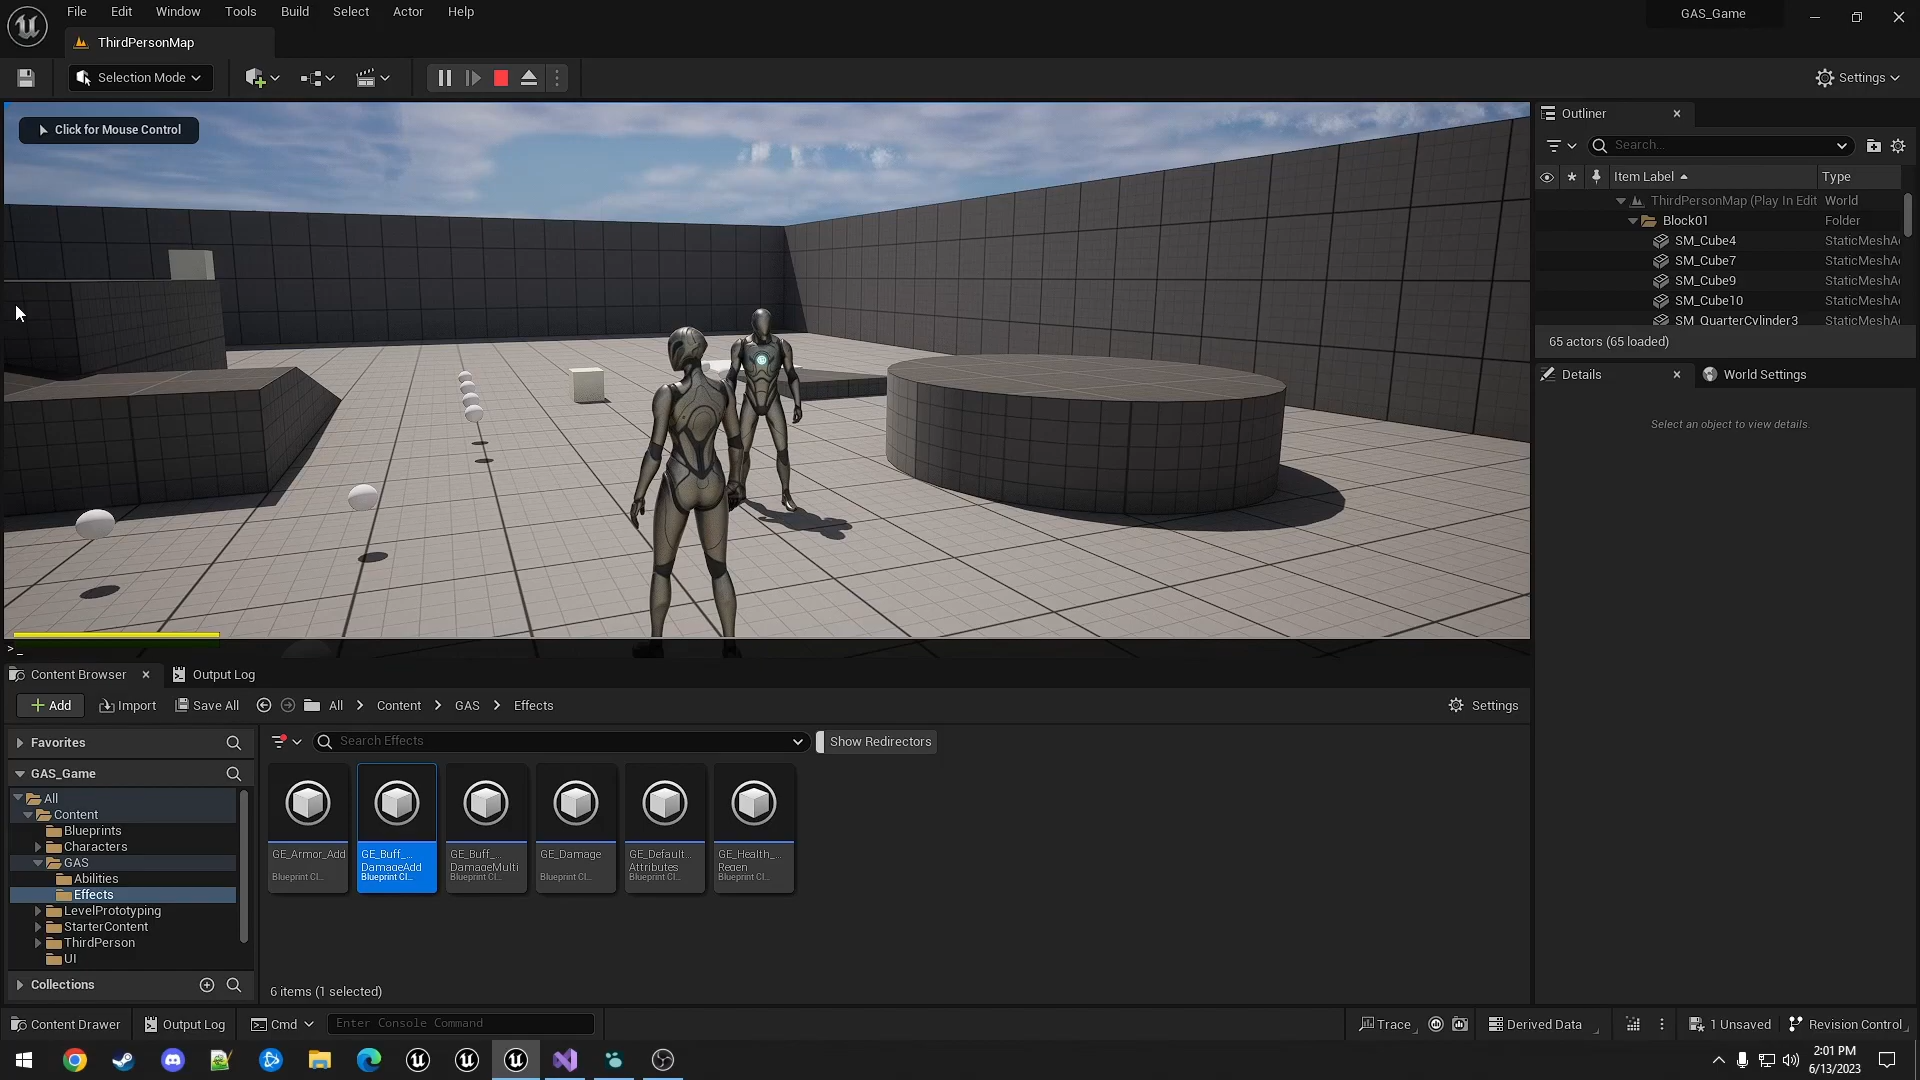 File Edit Window Tools Build Select Actor Help
GAS_Game
ThirdPersonMap
Selection Mode
Settings
Click for Mouse Control
Outliner
Search...
Item Label Type
ThirdPersonMap (Play In Edit World
Block01 Folder
SM_Cube4 StaticMeshA
SM_Cube7 StaticMeshA
SM_Cube9 StaticMeshA
SM_Cube10 StaticMeshA
SM_QuarterCylinder3 StaticMeshA
65 actors (65 loaded)
Details World Settings
Select an object to view details.
>_
Content Browser Output Log
Add Import Save All All > Content > GAS > Effects Settings
Favorites
Search Effects
Show Redirectors
GAS_Game
All
Content
Blueprints
Characters
GAS
Abilities
Effects
LevelPrototyping
StarterContent
ThirdPerson
UI
Collections
GE_Armor_Add
Blueprint Cl...
GE_Buff_...
DamageAdd
Blueprint Cl...
GE_Buff_...
DamageMulti
Blueprint Cl...
GE_Damage
Blueprint Cl...
GE_Default...
Attributes
Blueprint Cl...
GE_Health_...
Regen
Blueprint Cl...
6 items (1 selected)
Content Drawer Output Log Cmd Enter Console Command Trace Derived Data 1 Unsaved Revision Control
2:01 PM
6/13/2023